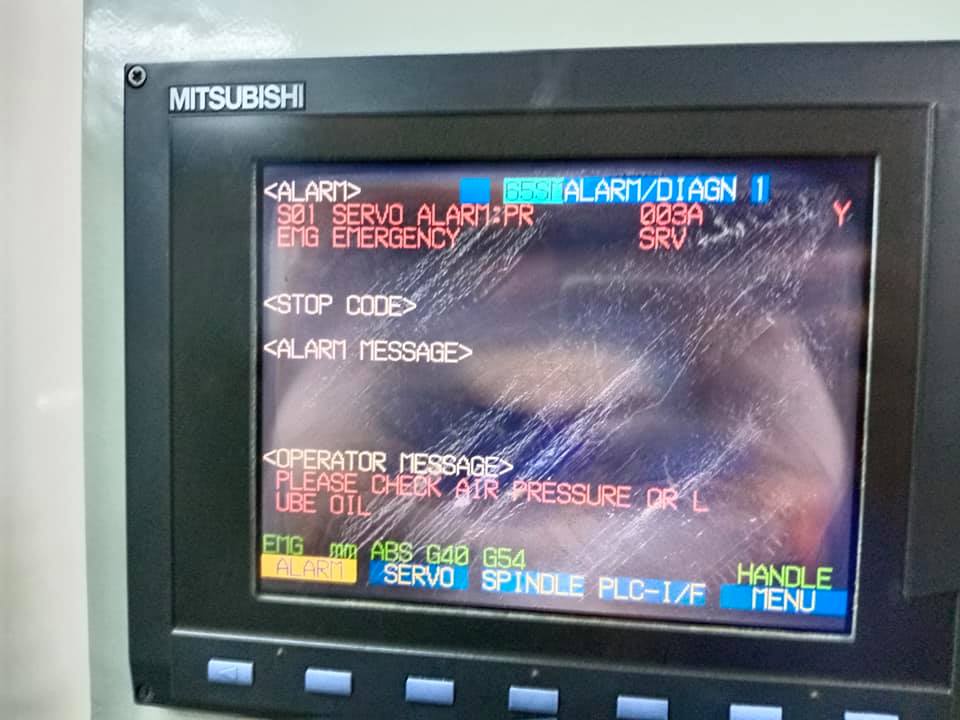 MITSUBISHI
<ALARM> 65SM ALARM/DIAGN 1
S01 SERVO ALARM:PR 003A Y
EMG EMERGENCY SRV
<STOP CODE>
<ALARM MESSAGE>
<OPERATOR MESSAGE>
PLEASE CHECK AIR PRESSURE OR L
UBE OIL
EMG mm ABS G40 G54 HANDLE
ALARM SERVO SPINDLE PLC-I/F MENU